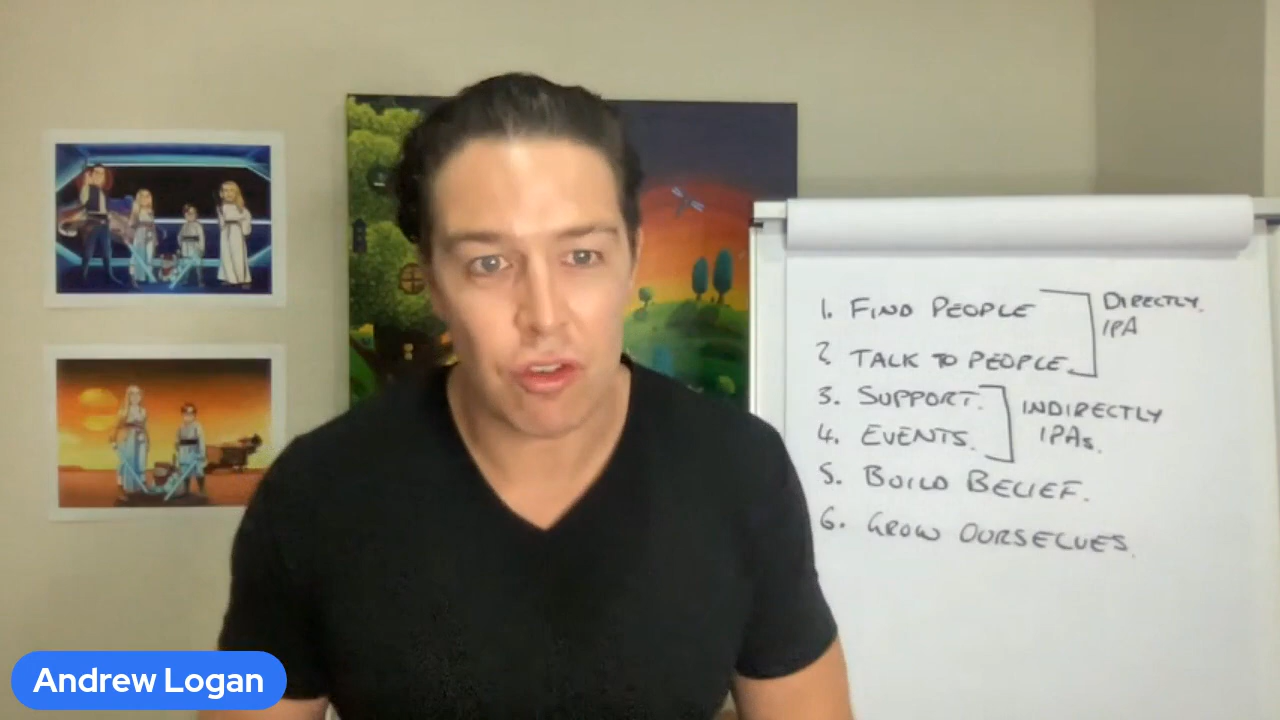 1. FIND PEOPLE
DIRECTLY.
IPA
2 TALK TO PEOPLE.
3. SUPPORT.
INDIRECTLY
IPAs.
4. EVENTS.
5. BUILD BELIEF.
6. GROW OURSELVES.
Andrew Logan